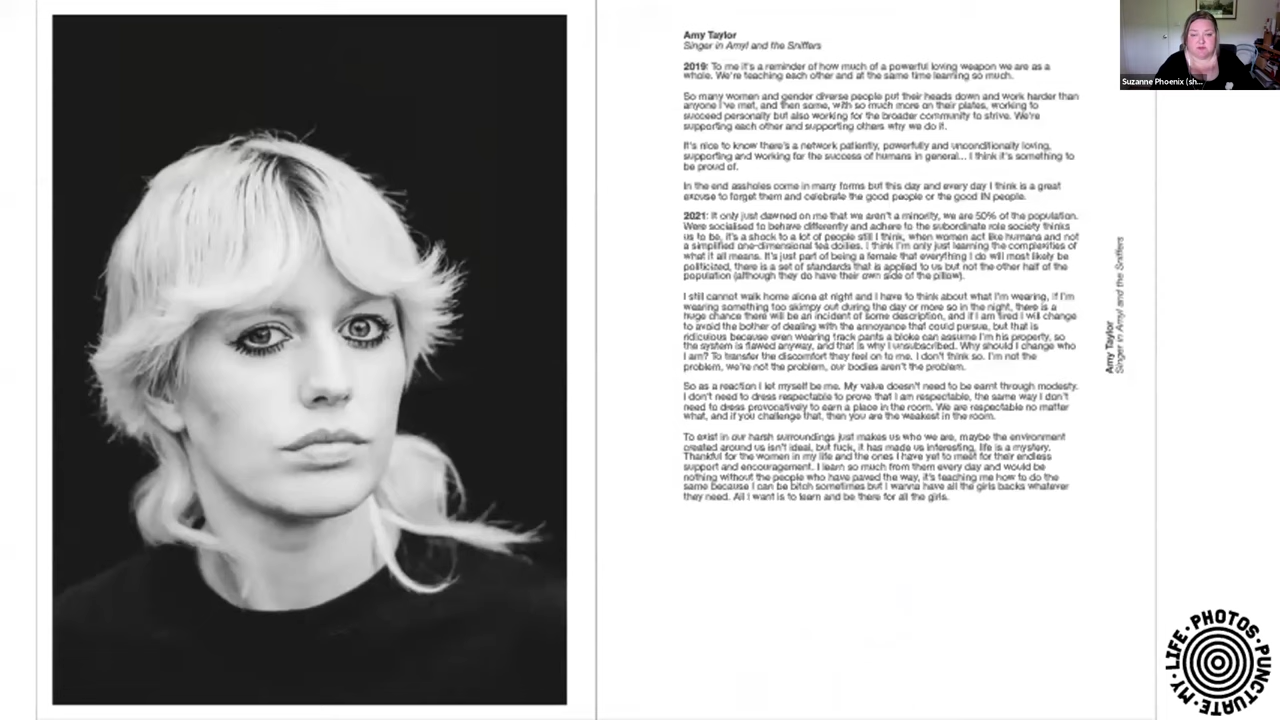 Amy Taylor
Singer in Amyl and the Sniffers
2019: To me it's a reminder of how much of a powerful loving weapon we are as a
whole. We're teaching each other and at the same time learning so much.
So many women and gender diverse people put their heads down and work harder than
anyone I've met, and then some, with so much more on their plates, working to
succeed personally but also working for the broader community to strive. We're
supporting each other and supporting others why we do it.
It's nice to know there's a network patiently, powerfully and unconditionally loving,
supporting and working for the success of humans in general... I think it's something to
be proud of.
In the end assholes come in many forms but this day and every day I think is a great
excuse to forget them and celebrate the good people or the good IN people.
2021: It only just dawned on me that we aren't a minority, we are 50% of the population.
Were socialised to behave differently and adhere to the subordinate role society thinks
us to be, it's a shock to a lot of people still I think, when women act like humans and not
a simplified one-dimensional tea doilies. I think I'm only just learning the complexities of
what it all means. It's just part of being a female that everything I do will most likely be
politicized, there is a set of standards that is applied to us but not the other half of the
population (although they do have their own side of the pillow).
I still cannot walk home alone at night and I have to think about what I'm wearing, if I'm
wearing something too skimpy out during the day or more so in the night, there is a
huge chance there will be an incident of some description, and if I am tired I will change
to avoid the bother of dealing with the annoyance that could pursue, but that is
ridiculous because even wearing track pants a bloke can assume I'm his property, so
the system is flawed anyway, and that is why I unsubscribed. Why should I change who
I am? To transfer the discomfort they feel on to me. I don't think so. I'm not the
problem, we're not the problem, our bodies aren't the problem.
So as a reaction I let myself be me. My value doesn't need to be earnt through modesty.
I don't need to dress respectable to prove that I am respectable, the same way I don't
need to dress provocatively to earn a place in the room. We are respectable no matter
what, and if you challenge that, then you are the weakest in the room.
To exist in our harsh surroundings just makes us who we are, maybe the environment
created around us isn't ideal, but fuck, it has made us interesting, life is a mystery.
Thankful for the women in my life and the ones I have yet to meet for their endless
support and encouragement. I learn so much from them every day and would be
nothing without the people who have paved the way, it's teaching me how to do the
same because I can be bitch sometimes but I wanna have all the girls backs whatever
they need. All I want is to learn and be there for all the girls.
Amy Taylor
Singer in Amyl and the Sniffers
Suzanne Phoenix (sh...
MY·LIFE·PHOTOS·PUNCTUATE·